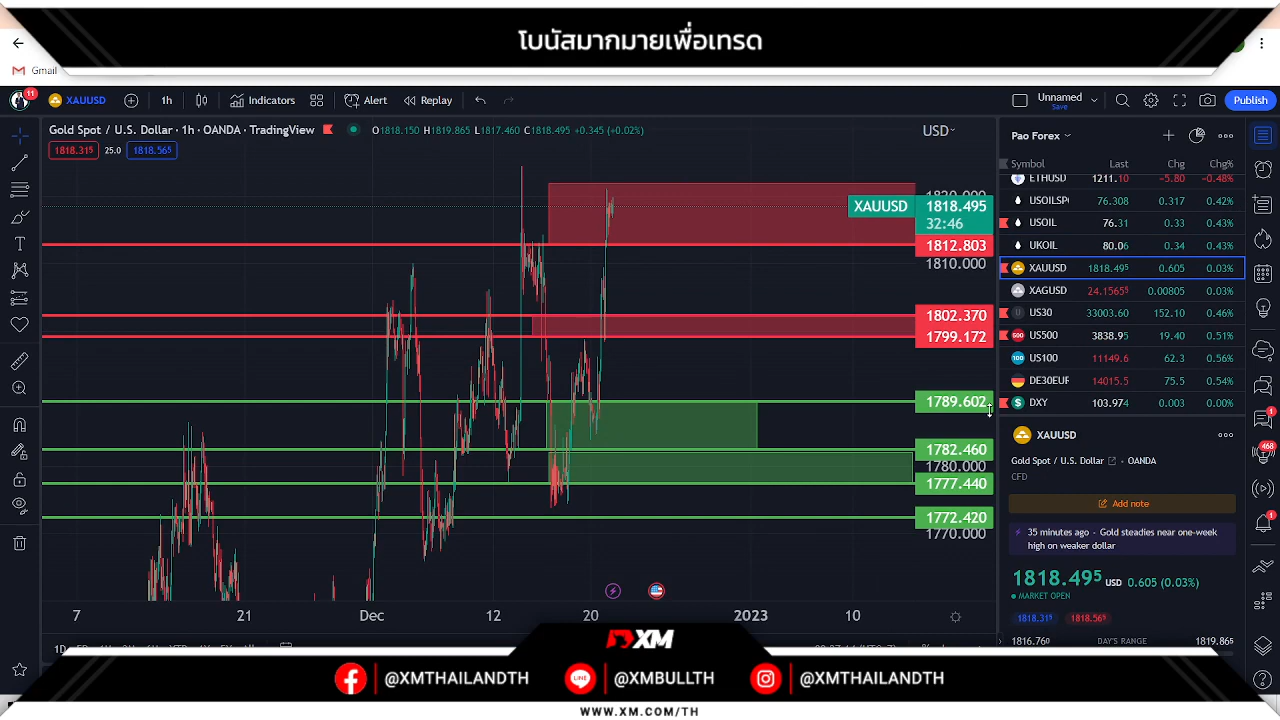 โบนัสมากมายเพื่อเทรด
Gmail
11
XAUUSD
1h
Indicators
Alert
Replay
Unnamed
Save
Publish
Gold Spot / U.S. Dollar · 1h · OANDA · TradingView
O1818.150 H1819.865 L1817.460 C1818.495 +0.345 (+0.02%)
USD
1818.315 25.0 1818.565
XAUUSD 1818.495
32:46
1812.803
1810.000
1802.370
1799.172
1789.602
1782.460
1780.000
1777.440
1772.420
1770.000
7 21 Dec 12 20 2023 10
Pao Forex
Symbol Last Chg Chg%
ETHUSD 1211.10 −5.80 −0.48%
USOILSP 76.308 0.317 0.42%
USOIL 76.31 0.33 0.43%
UKOIL 80.06 0.34 0.43%
XAUUSD 1818.495 0.605 0.03%
XAGUSD 24.15655 0.00805 0.03%
US30 33003.60 152.10 0.46%
US500 3838.95 19.40 0.51%
US100 11149.6 62.3 0.56%
DE30EUR 14015.5 75.5 0.54%
DXY 103.974 0.003 0.00%
XAUUSD
Gold Spot / U.S. Dollar · OANDA
CFD
Add note
35 minutes ago · Gold steadies near one-week
high on weaker dollar
1818.495 USD 0.605 (0.03%)
MARKET OPEN
1818.315 1818.565
1816.760 DAY'S RANGE 1819.865
1
468
1
XM
@XMTHAILANDTH
LINE
@XMBULLTH
@XMTHAILANDTH
WWW.XM.COM/TH